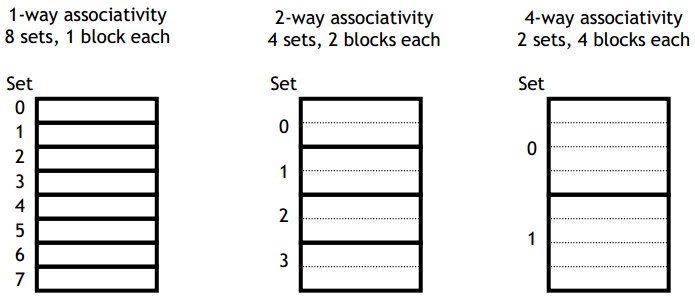 1-way associativity
8 sets, 1 block each
Set
0
1
2
3
4
5
6
7
2-way associativity
4 sets, 2 blocks each
Set
0
1
2
3
4-way associativity
2 sets, 4 blocks each
Set
0
1